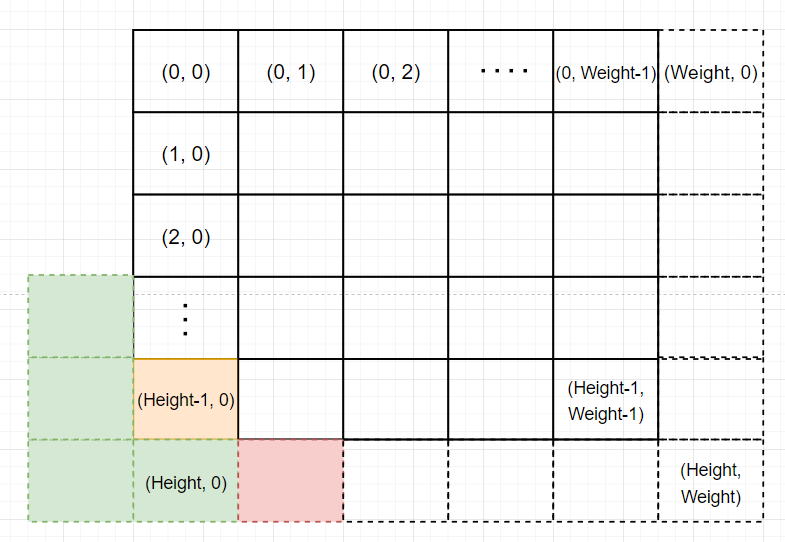 (0, 0)
(0, 1)
(0, 2)
....
(0, Weight-1)
(Weight, 0)
(1, 0)
(2, 0)
⋮
(Height-1, 0)
(Height-1,
Weight-1)
(Height, 0)
(Height,
Weight)